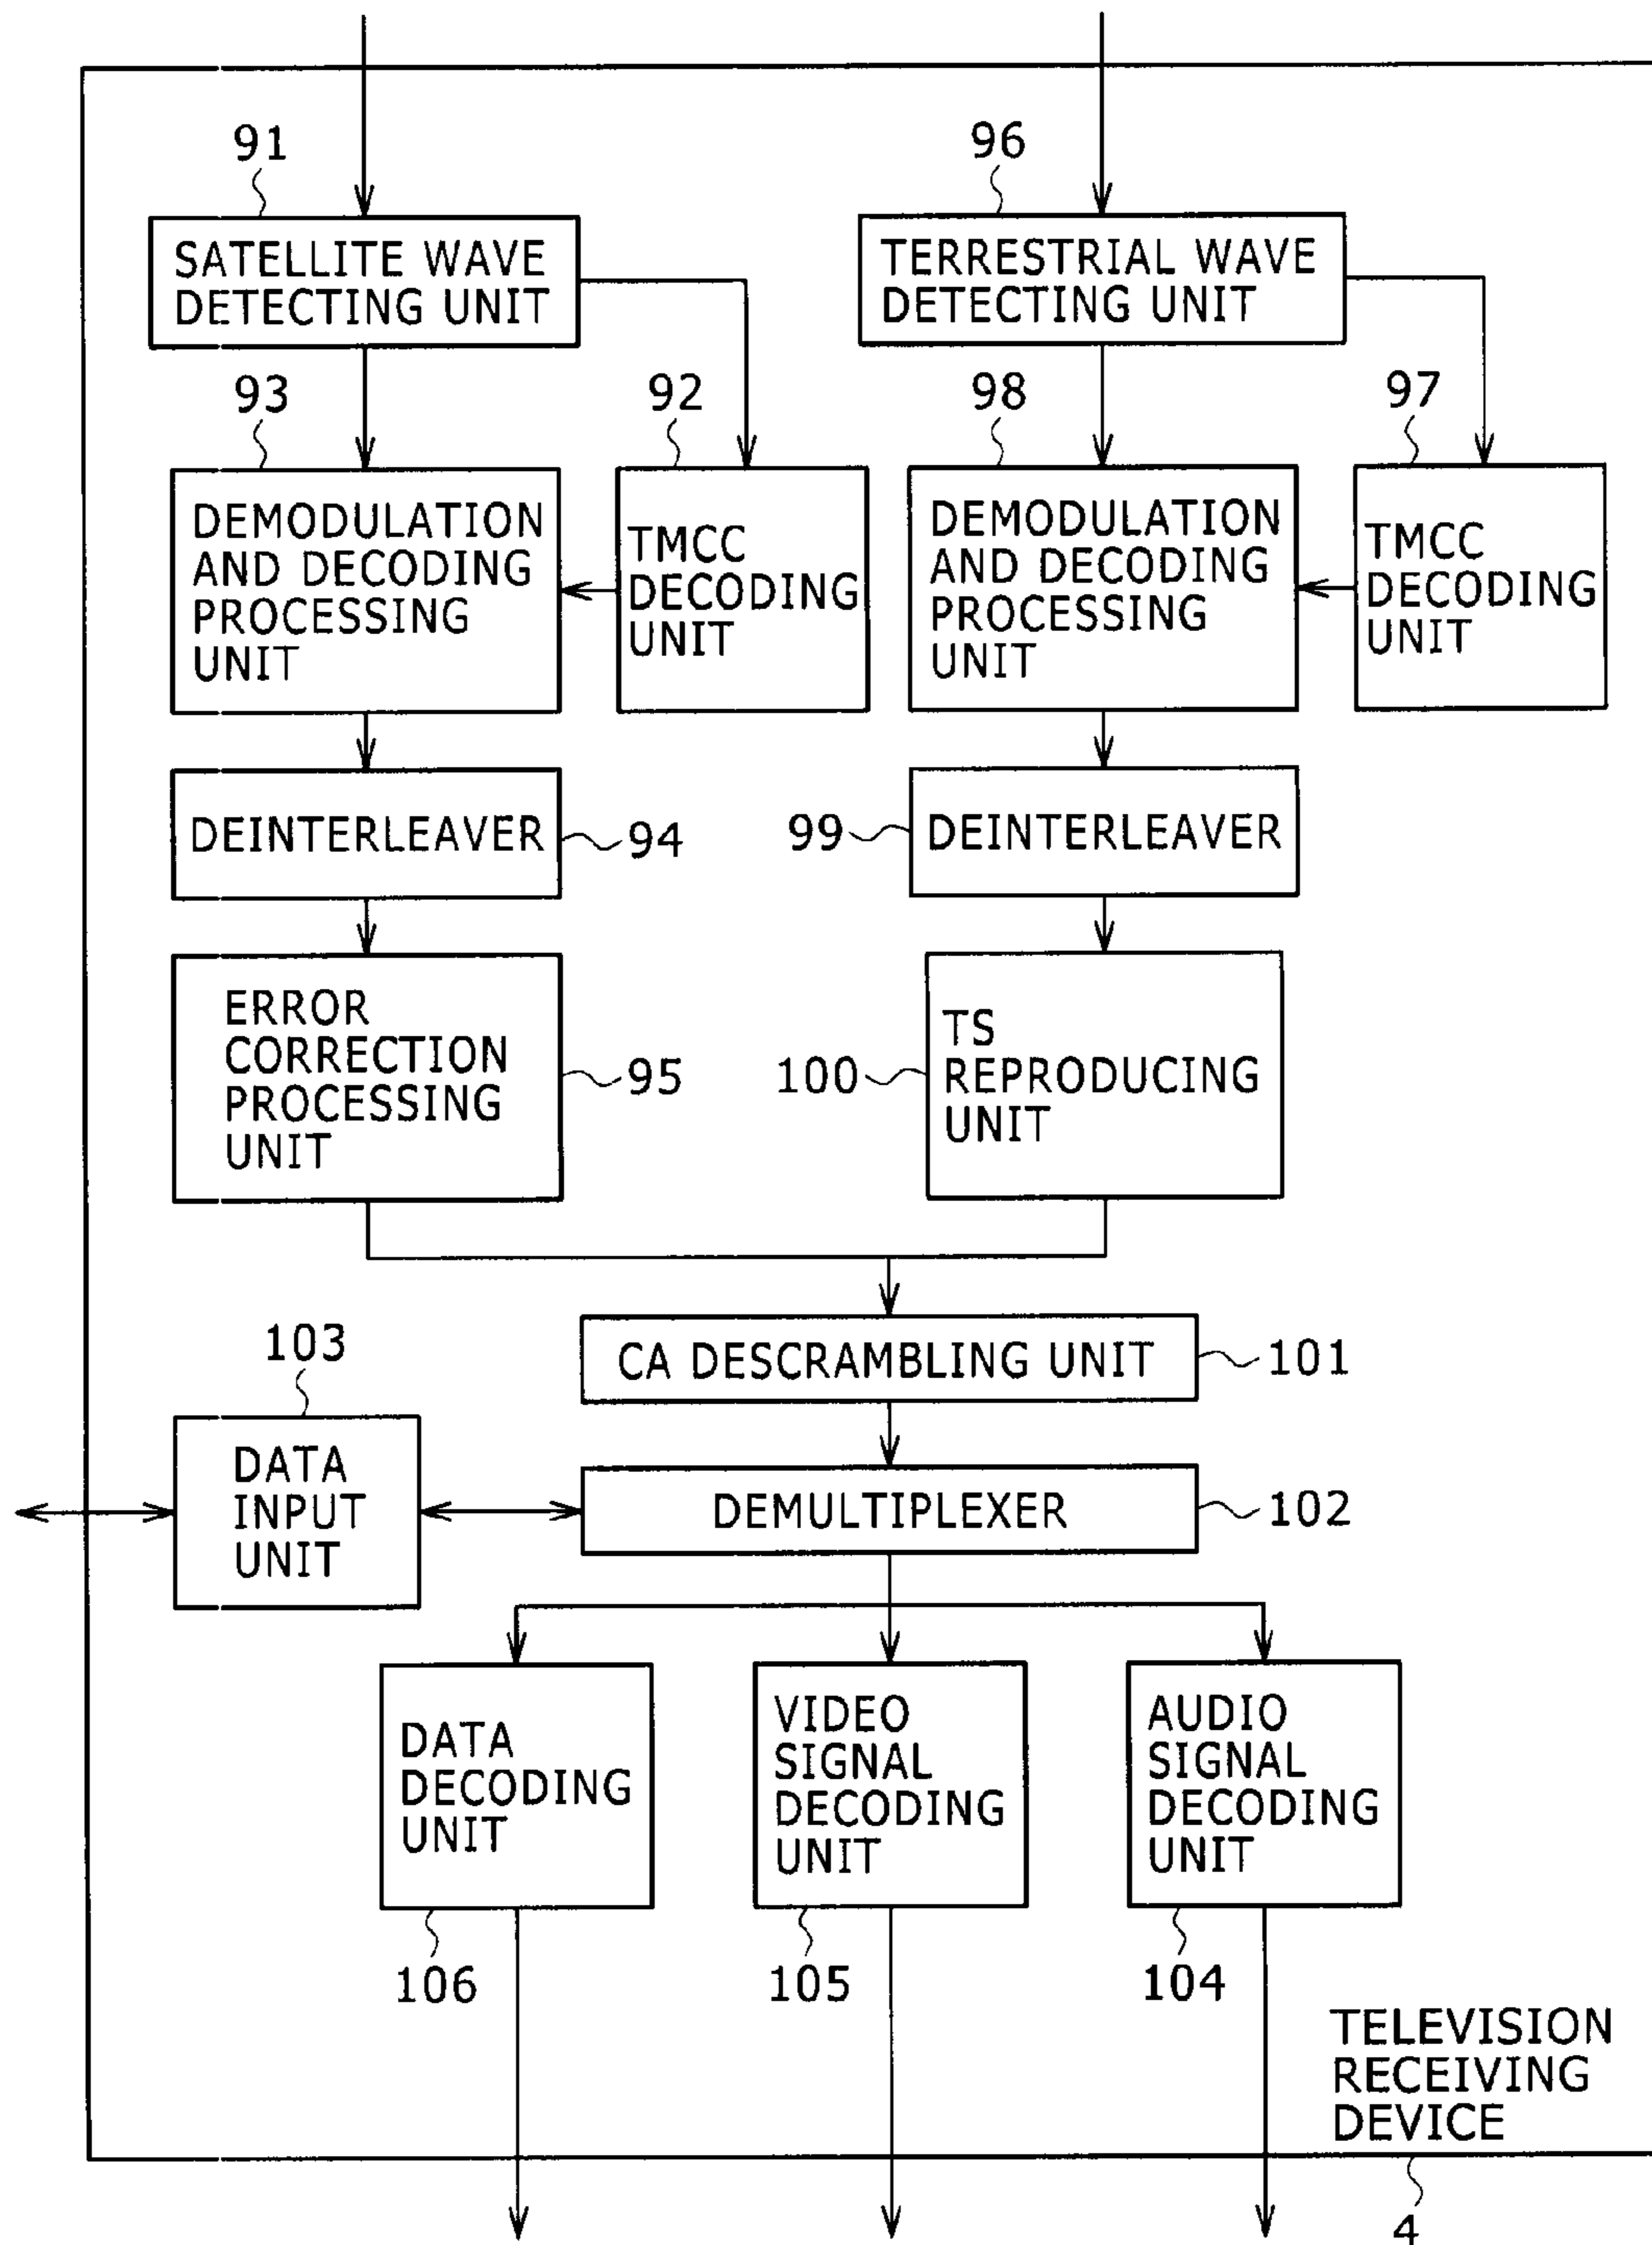 91
96
SATELLITE WAVE
DETECTING UNIT
TERRESTRIAL WAVE
DETECTING UNIT
93
92
98
97
DEMODULATION
AND DECODING
PROCESSING
UNIT
TMCC
DECODING
UNIT
DEMODULATION
AND DECODING
PROCESSING
UNIT
TMCC
DECODING
UNIT
DEINTERLEAVER
94
99
DEINTERLEAVER
ERROR
CORRECTION
PROCESSING
UNIT
95
100
TS
REPRODUCING
UNIT
103
CA DESCRAMBLING UNIT
101
DATA
INPUT
UNIT
DEMULTIPLEXER
102
DATA
DECODING
UNIT
VIDEO
SIGNAL
DECODING
UNIT
AUDIO
SIGNAL
DECODING
UNIT
106
105
104
TELEVISION
RECEIVING
DEVICE
4